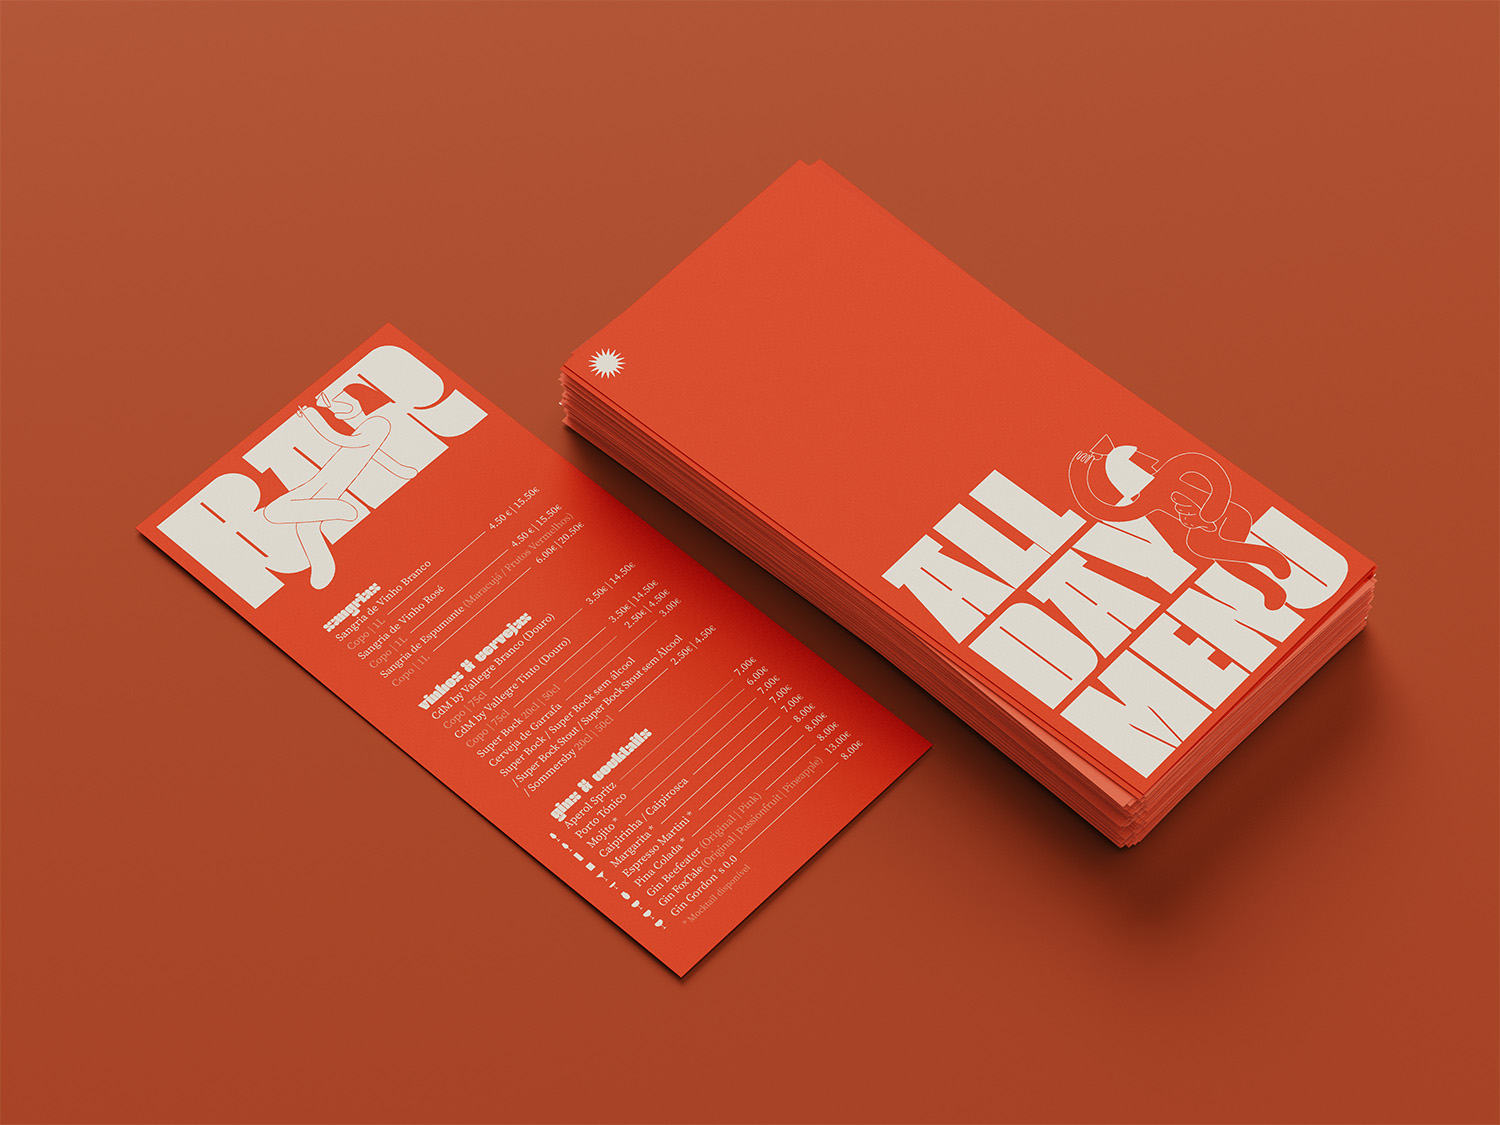 BAR
sangrias
Sangria de Vinho Branco
Copo | 1L 4.50 € | 15.50€
Sangria de Vinho Rosé
Copo | 1L 4.50 € | 15.50€
Sangria de Espumante (Maracujá / Frutos Vermelhos)
Copo | 1L 6.00€ | 20.50€
vinhos & cervejas
CdM by Vallegre Branco (Douro)
Copo | 75cl 3.50€ | 14.50€
CdM by Vallegre Tinto (Douro)
Copo | 75cl 3.50€ | 14.50€
Super Bock 20cl | 50cl 2.50€ | 4.50€
Cerveja de Garrafa 3.00€
Super Bock / Super Bock sem álcool
/ Super Bock Stout / Super Bock Stout sem Álcool
/ Sommersby 20cl | 50cl 2.50€ | 4.50€
gins & cocktails
Aperol Spritz 7.00€
Porto Tónico 6.00€
Mojito * 7.00€
Caipirinha / Caipirosca 7.00€
Margarita * 7.00€
Espresso Martini * 8.00€
Pina Colada * 8.00€
Gin Beefeater (Original | Pink) 8.00€
Gin FoxTale (Original | Passionfruit | Pineapple) 13.00€
Gin Gordon´s 0.0 8.00€
* Mocktail disponível
ALL
DAY
MENU